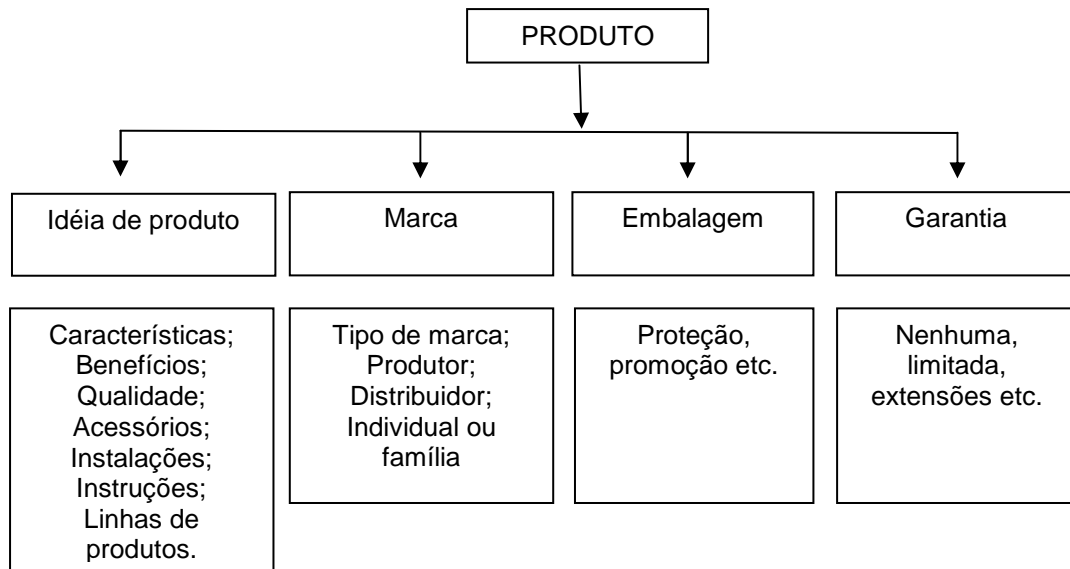 PRODUTO
Idéia de produto
Marca
Embalagem
Garantia
Características;
Benefícios;
Qualidade;
Acessórios;
Instalações;
Instruções;
Linhas de
produtos.
Tipo de marca;
Produtor;
Distribuidor;
Individual ou
família
Proteção,
promoção etc.
Nenhuma,
limitada,
extensões etc.